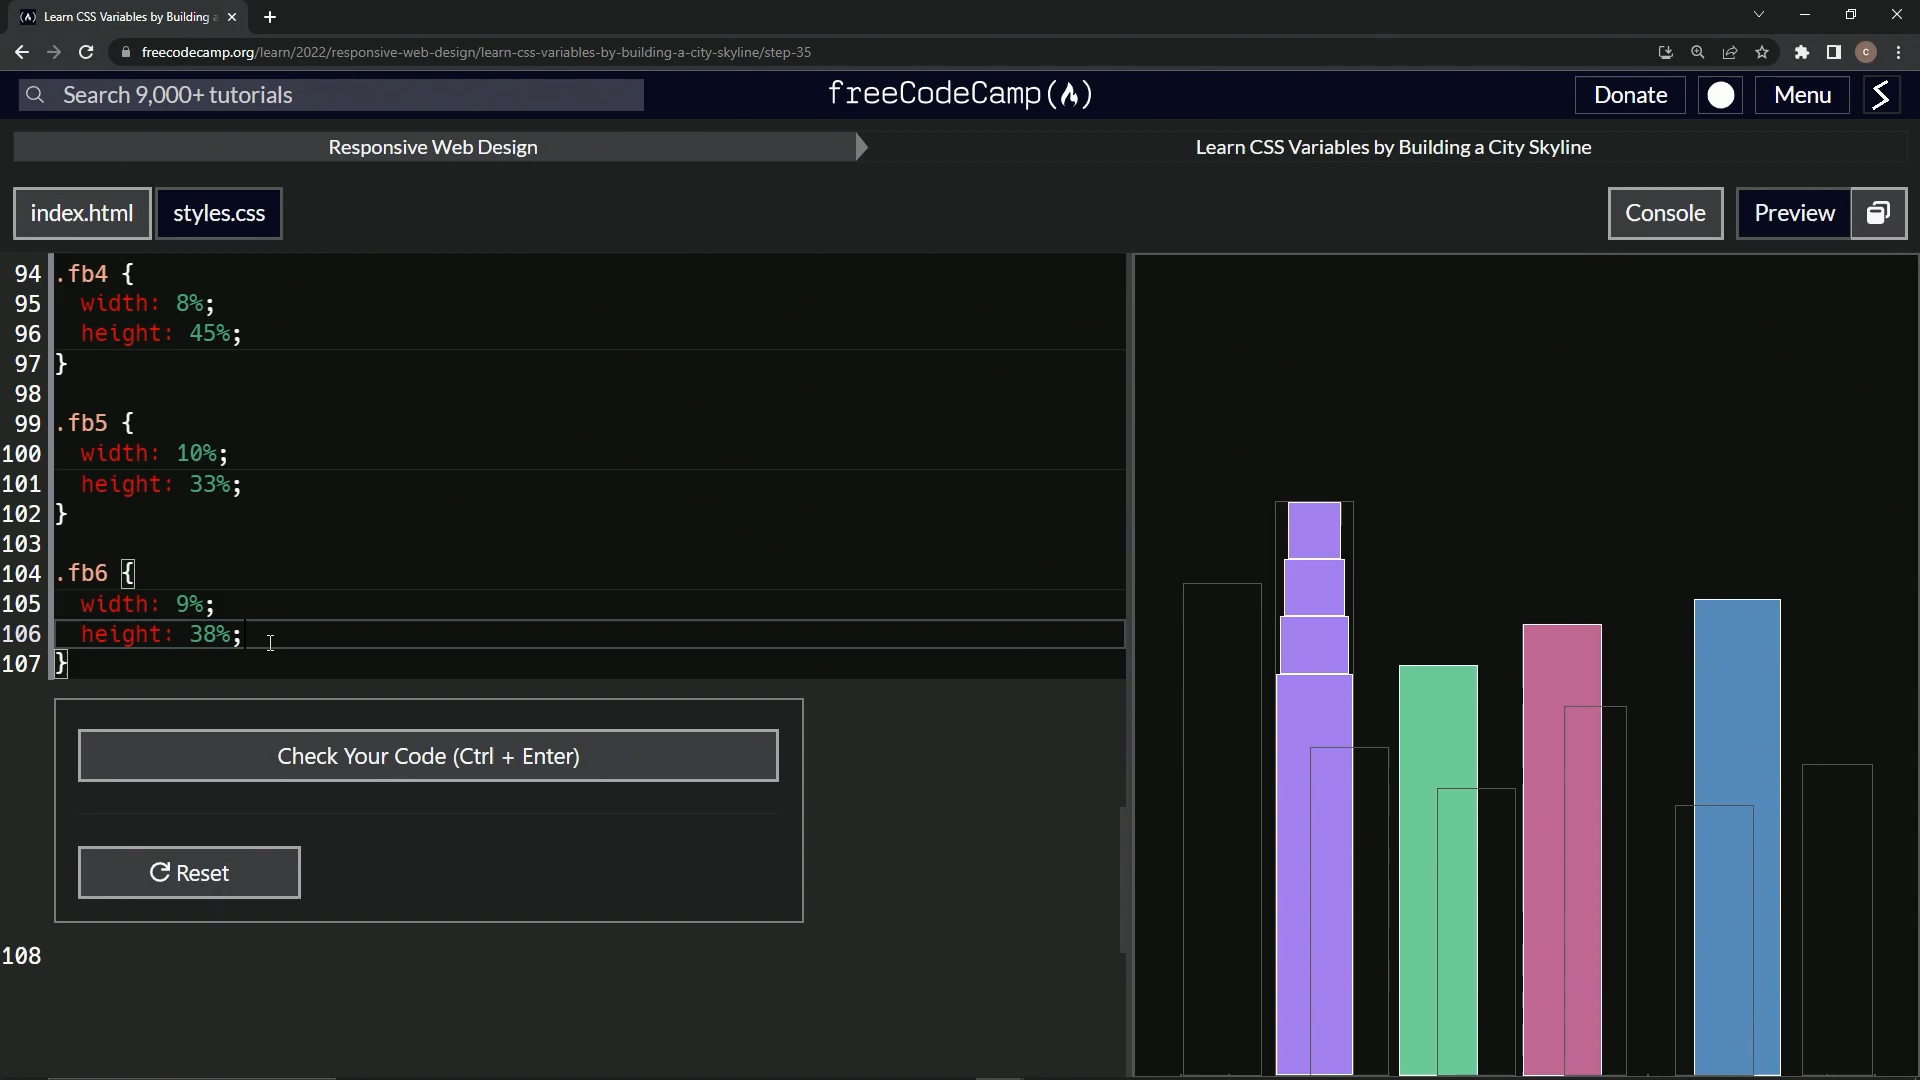 Learn CSS Variables by Building a
freecodecamp.org/learn/2022/responsive-web-design/learn-css-variables-by-building-a-city-skyline/step-35
C
Search 9,000+ tutorials
freeCodeCamp
Donate
Menu
Responsive Web Design
Learn CSS Variables by Building a City Skyline
index.html
styles.css
Console
Preview
94 .fb4 {
95 width: 8%;
96 height: 45%;
97 }
98
99 .fb5 {
100 width: 10%;
101 height: 33%;
102 }
103
104 .fb6 {
105 width: 9%;
106 height: 38%;
107 }
Check Your Code (Ctrl + Enter)
Reset
108